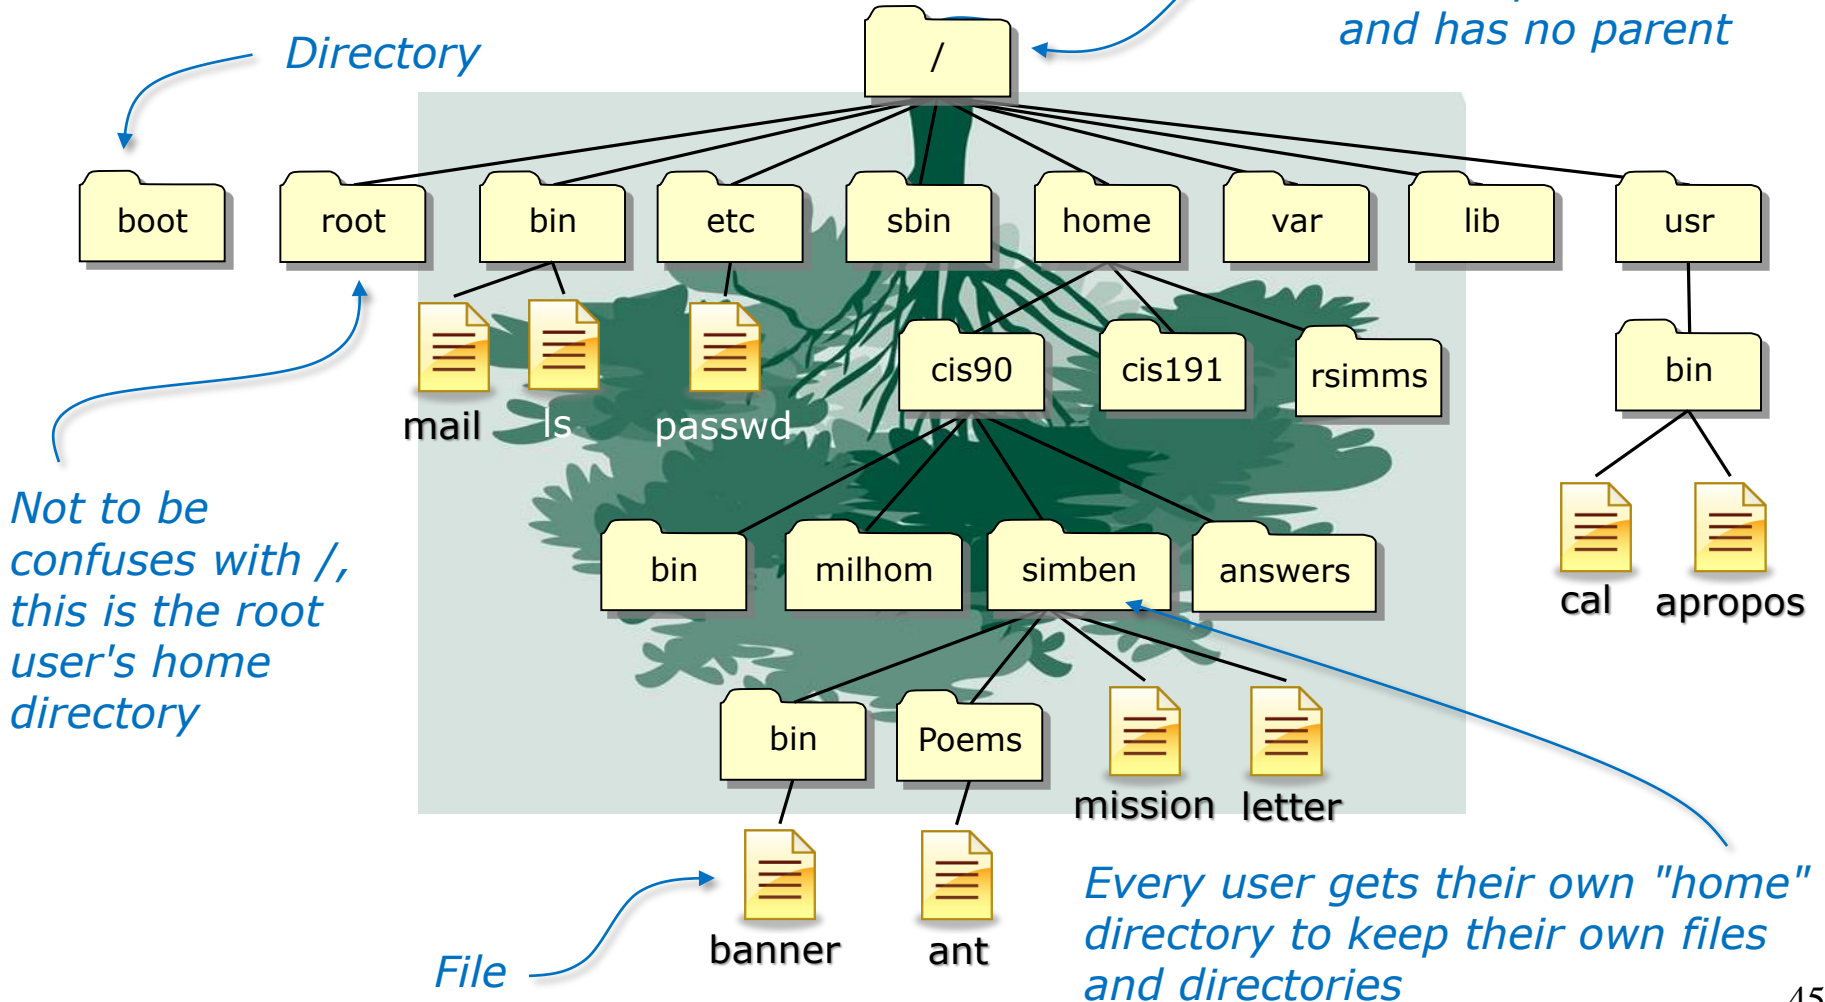 and has no parent
Directory
/
boot
root
bin
etc
sbin
home
var
lib
usr
mail
ls
passwd
cis90
cis191
rsimms
bin
Not to be
confuses with /,
this is the root
user's home
directory
bin
milhom
simben
answers
cal
apropos
bin
Poems
mission
letter
banner
ant
File
Every user gets their own "home"
directory to keep their own files
and directories
45